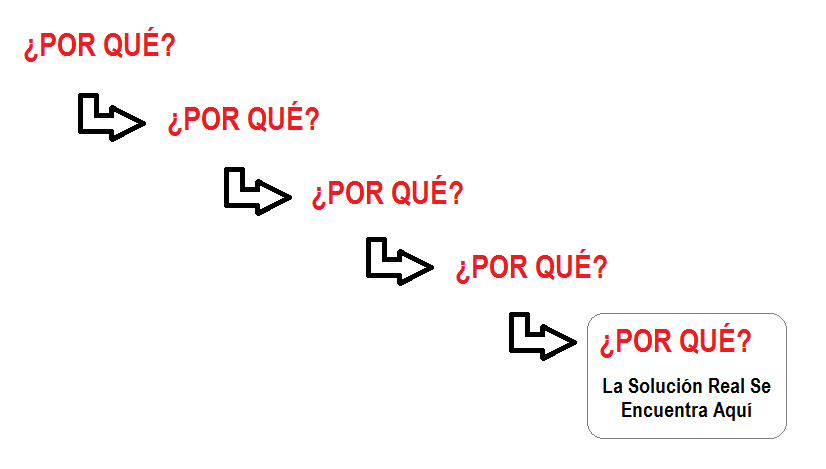 ¿POR QUÉ?
¿POR QUÉ?
¿POR QUÉ?
¿POR QUÉ?
¿POR QUÉ?
La Solución Real Se
Encuentra Aquí